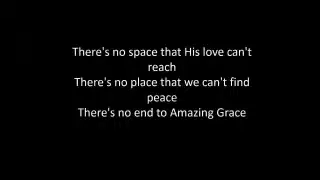 There's no space that His love can't
reach
There's no place that we can't find
peace
There's no end to Amazing Grace